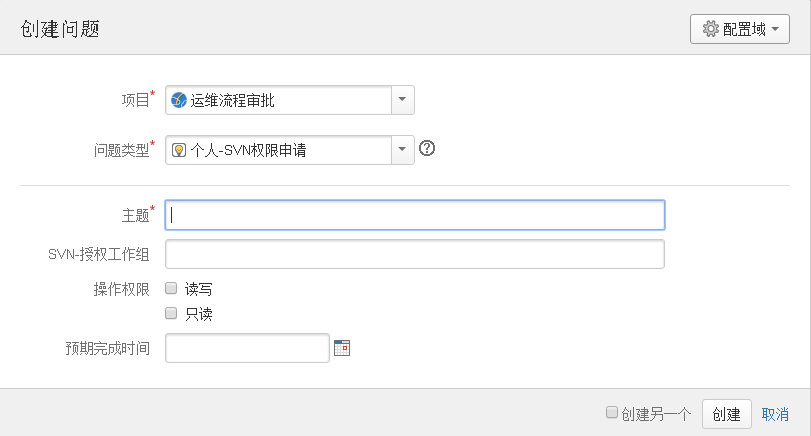 创建问题
配置域
项目*
运维流程审批
问题类型*
个人-SVN权限申请
?
主题*
SVN-授权工作组
操作权限
读写
只读
预期完成时间
创建另一个
创建
取消